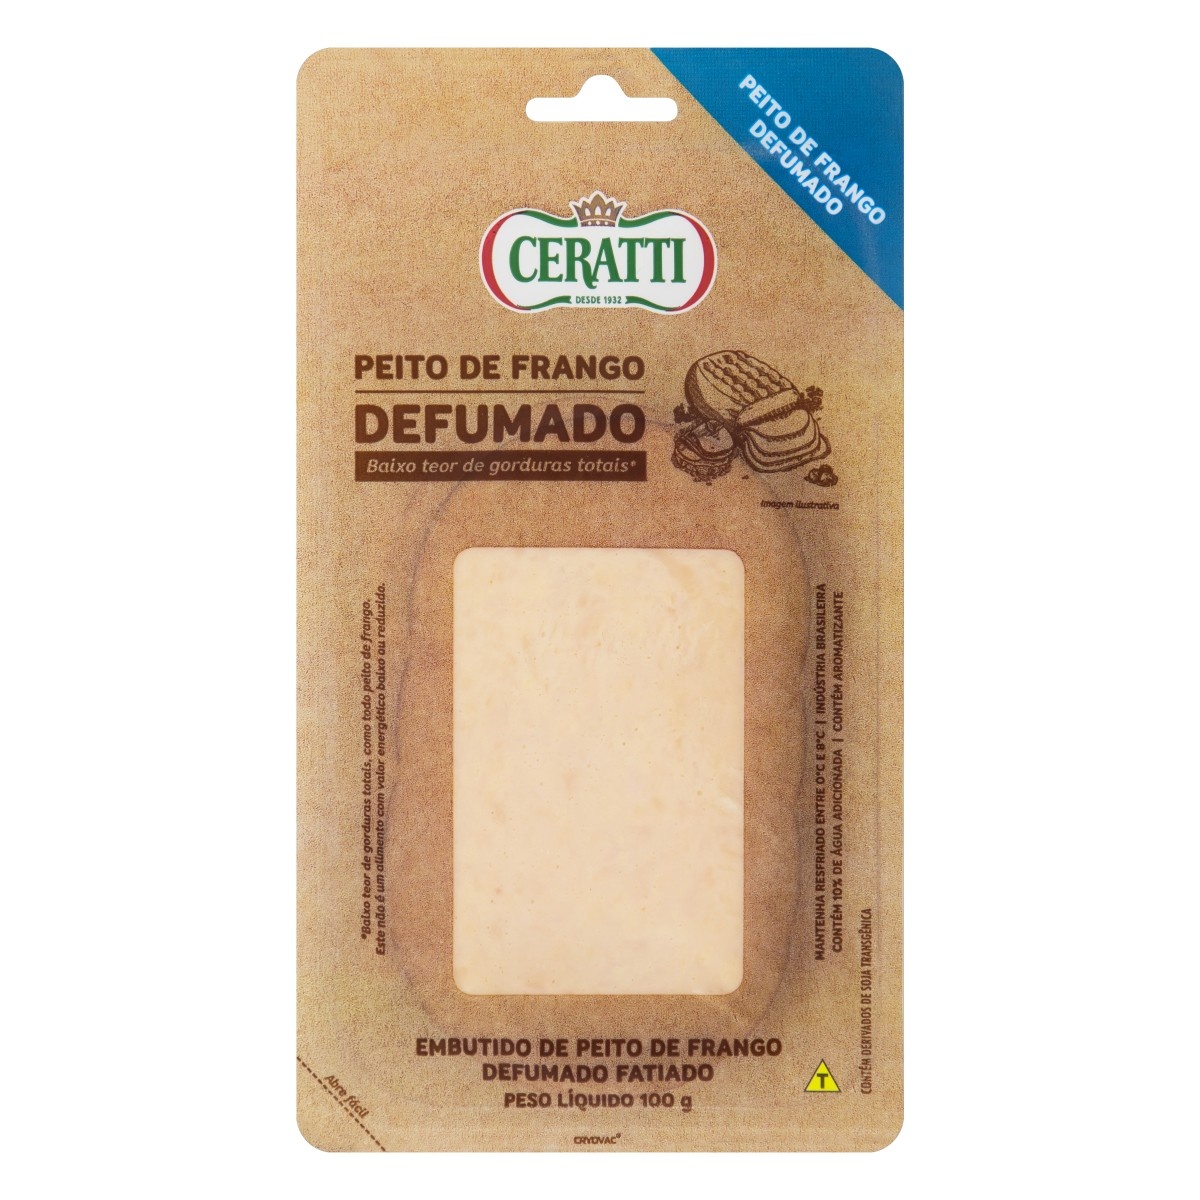 PEITO DE FRANGO
DEFUMADO
CERATTI
DESDE 1932
PEITO DE FRANGO
DEFUMADO
Baixo teor de gorduras totais*
Imagem ilustrativa
*Baixo teor de gorduras totais, como todo peito de frango.
Este não é um alimento com valor energético baixo ou reduzido.
MANTENHA RESFRIADO ENTRE 0°C E 8°C | INDÚSTRIA BRASILEIRA
CONTÉM 10% DE ÁGUA ADICIONADA | CONTÉM AROMATIZANTE
CONTÉM DERIVADOS DE SOJA TRANSGÊNICA
EMBUTIDO DE PEITO DE FRANGO
DEFUMADO FATIADO
PESO LÍQUIDO 100 g
T
Abre fácil
CRYOVAC®